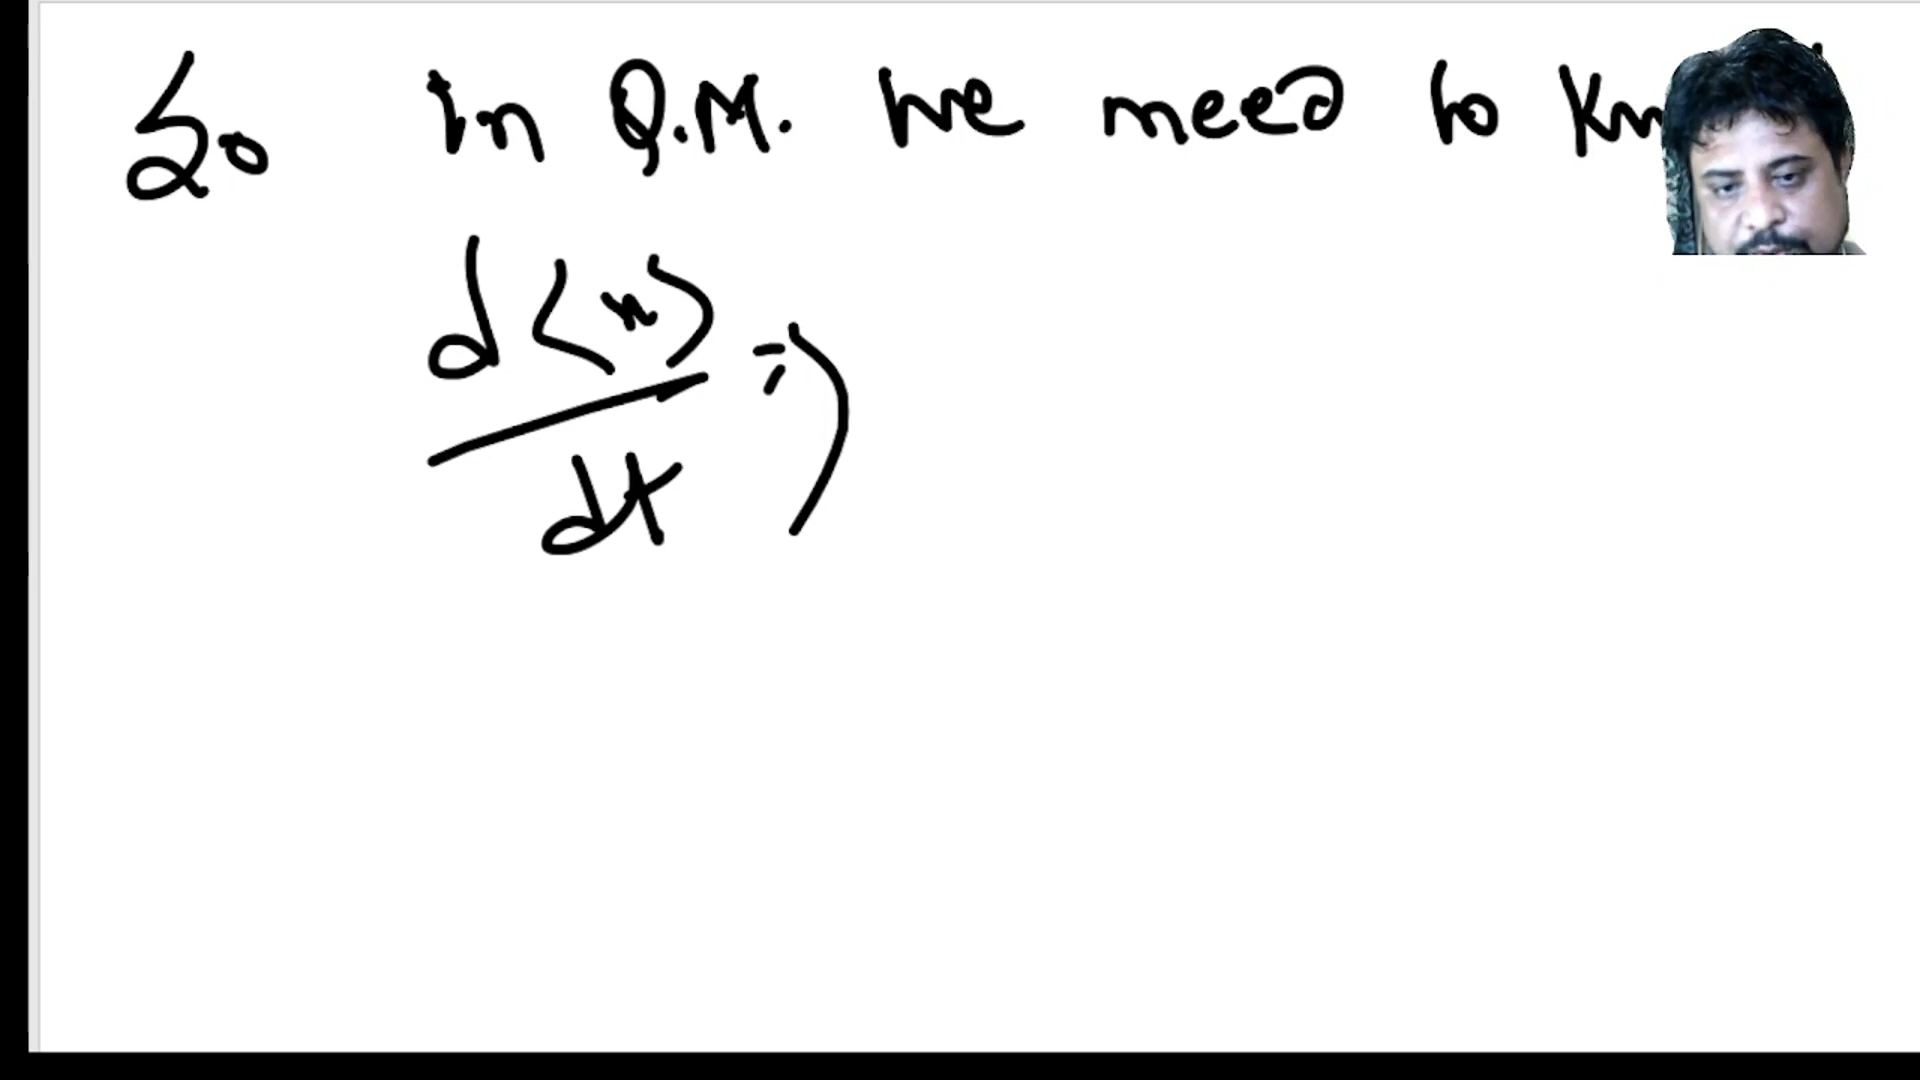 So in Q.M. we need to Kn
d⟨x⟩
dt
⇒